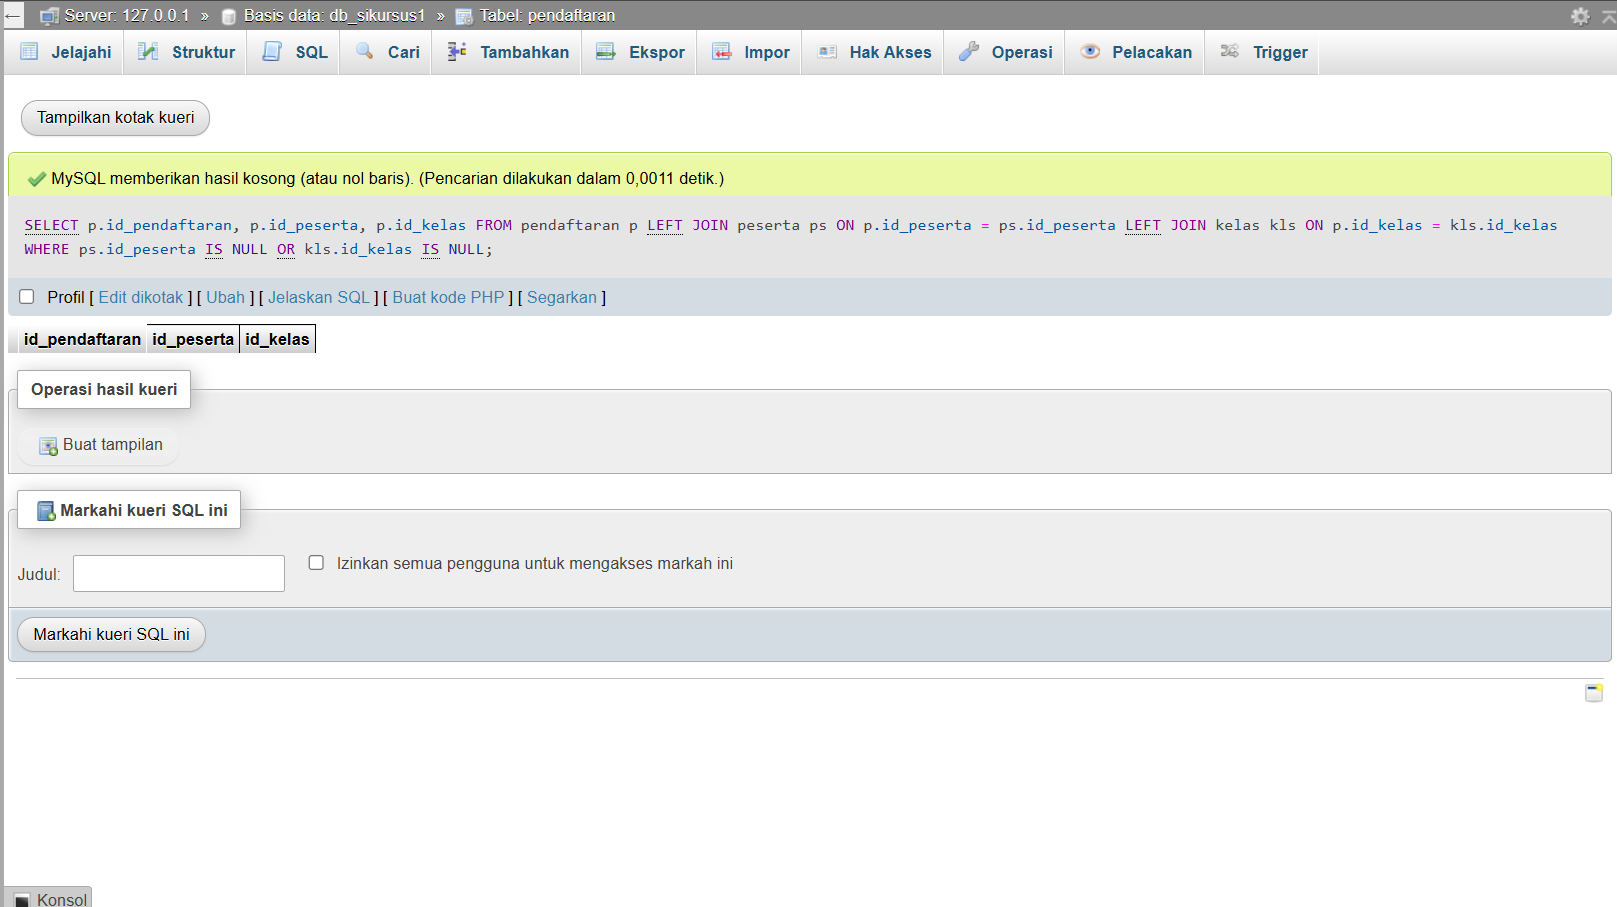 ← Server: 127.0.0.1 » Basis data: db_sikursus1 » Tabel: pendaftaran
Jelajahi Struktur SQL Cari Tambahkan Ekspor Impor Hak Akses Operasi Pelacakan Trigger
Tampilkan kotak kueri
MySQL memberikan hasil kosong (atau nol baris). (Pencarian dilakukan dalam 0,0011 detik.)
SELECT p.id_pendaftaran, p.id_peserta, p.id_kelas FROM pendaftaran p LEFT JOIN peserta ps ON p.id_peserta = ps.id_peserta LEFT JOIN kelas kls ON p.id_kelas = kls.id_kelas
WHERE ps.id_peserta IS NULL OR kls.id_kelas IS NULL;
Profil [ Edit dikotak ] [ Ubah ] [ Jelaskan SQL ] [ Buat kode PHP ] [ Segarkan ]
id_pendaftaran id_peserta id_kelas
Operasi hasil kueri
Buat tampilan
Markahi kueri SQL ini
Judul: Izinkan semua pengguna untuk mengakses markah ini
Markahi kueri SQL ini
Konsol